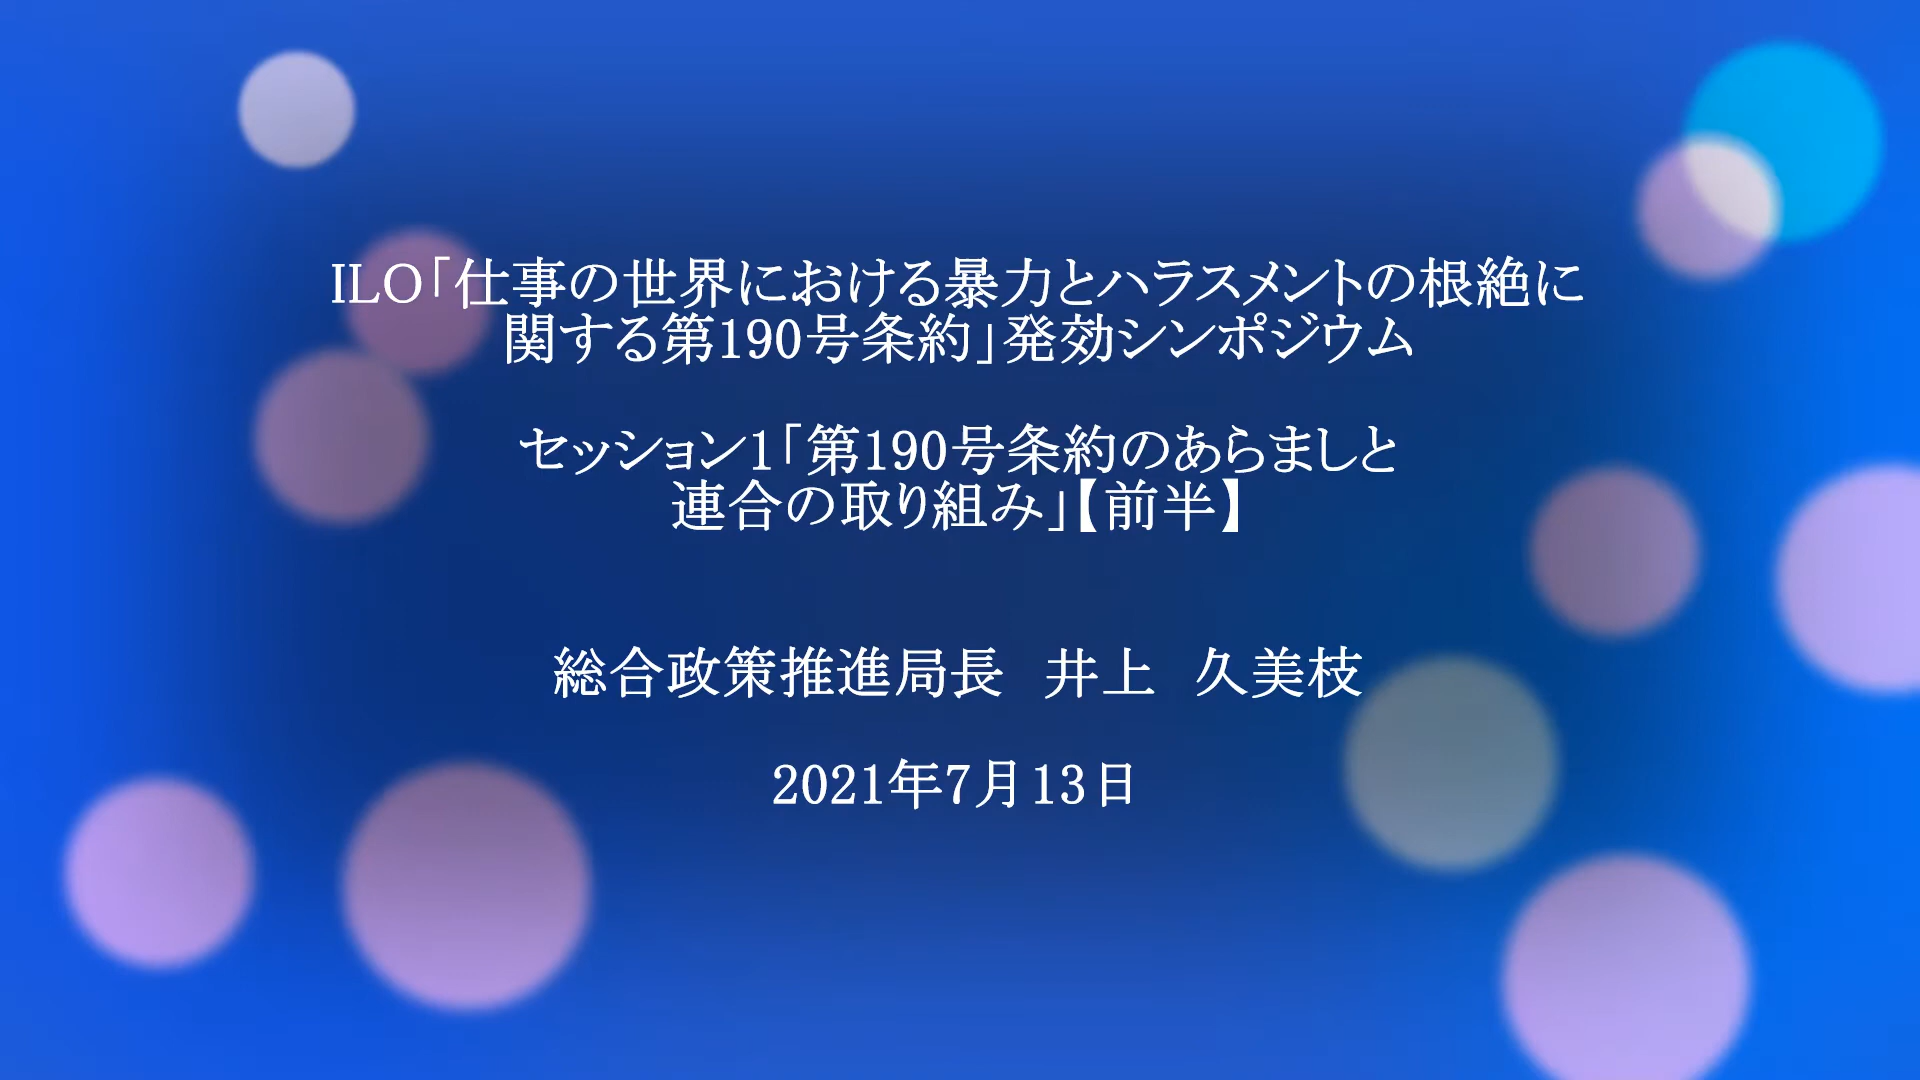 ILO「仕事の世界における暴力とハラスメントの根絶に
関する第190号条約」発効シンポジウム
セッション1「第190号条約のあらましと
連合の取り組み」【前半】
総合政策推進局長　井上　久美枝
2021年7月13日